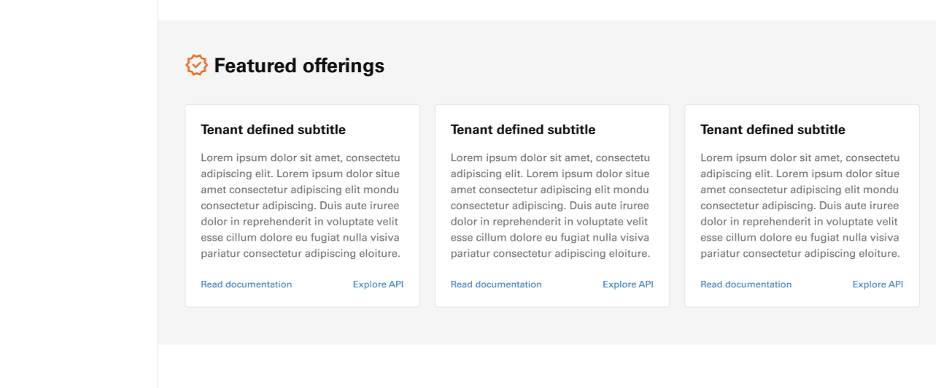 Featured offerings
Tenant defined subtitle
Lorem ipsum dolor sit amet, consectetu
adipiscing elit. Lorem ipsum dolor situe
amet consectetur adipiscing elit mondu
consectetur adipiscing. Duis aute iruree
dolor in reprehenderit in voluptate velit
esse cillum dolore eu fugiat nulla visiva
pariatur consectetur adipiscing eloiture.
Read documentation Explore API
Tenant defined subtitle
Lorem ipsum dolor sit amet, consectetu
adipiscing elit. Lorem ipsum dolor situe
amet consectetur adipiscing elit mondu
consectetur adipiscing. Duis aute iruree
dolor in reprehenderit in voluptate velit
esse cillum dolore eu fugiat nulla visiva
pariatur consectetur adipiscing eloiture.
Read documentation Explore API
Tenant defined subtitle
Lorem ipsum dolor sit amet, consectetu
adipiscing elit. Lorem ipsum dolor situe
amet consectetur adipiscing elit mondu
consectetur adipiscing. Duis aute iruree
dolor in reprehenderit in voluptate velit
esse cillum dolore eu fugiat nulla visiva
pariatur consectetur adipiscing eloiture.
Read documentation Explore API